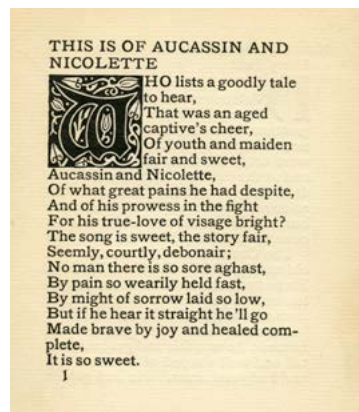 THIS IS OF AUCASSIN AND
NICOLETTE
WHO lists a goodly tale
to hear,
That was an aged
captive's cheer,
Of youth and maiden
fair and sweet,
Aucassin and Nicolette,
Of what great pains he had despite,
And of his prowess in the fight
For his true-love of visage bright?
The song is sweet, the story fair,
Seemly, courtly, debonair;
No man there is so sore aghast,
By pain so wearily held fast,
By might of sorrow laid so low,
But if he hear it straight he'll go
Made brave by joy and healed com-
plete,
It is so sweet.
1